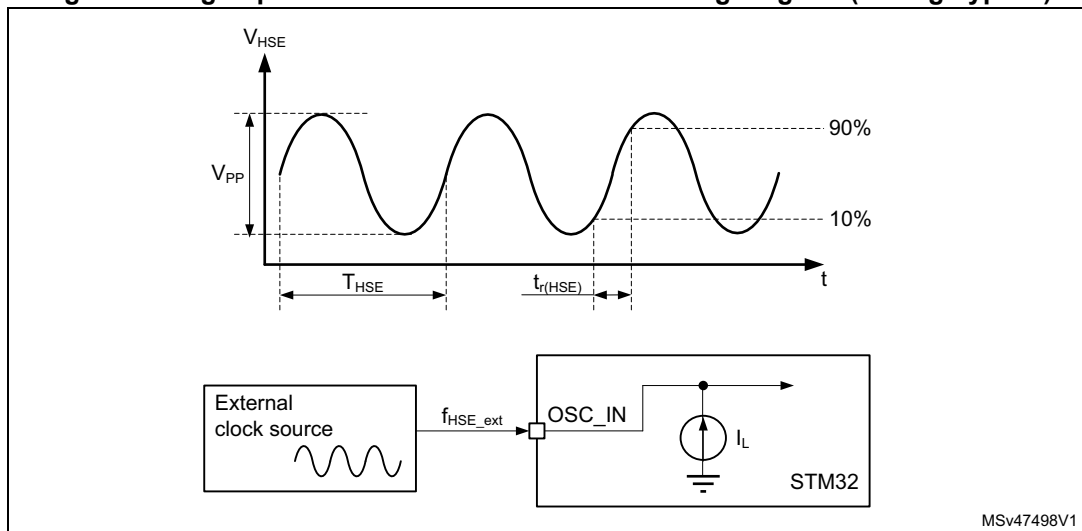 V_HSE
90%
V_PP
10%
t
T_HSE
t_r(HSE)
External
clock source
f_HSE_ext
OSC_IN
I_L
STM32
MSv47498V1